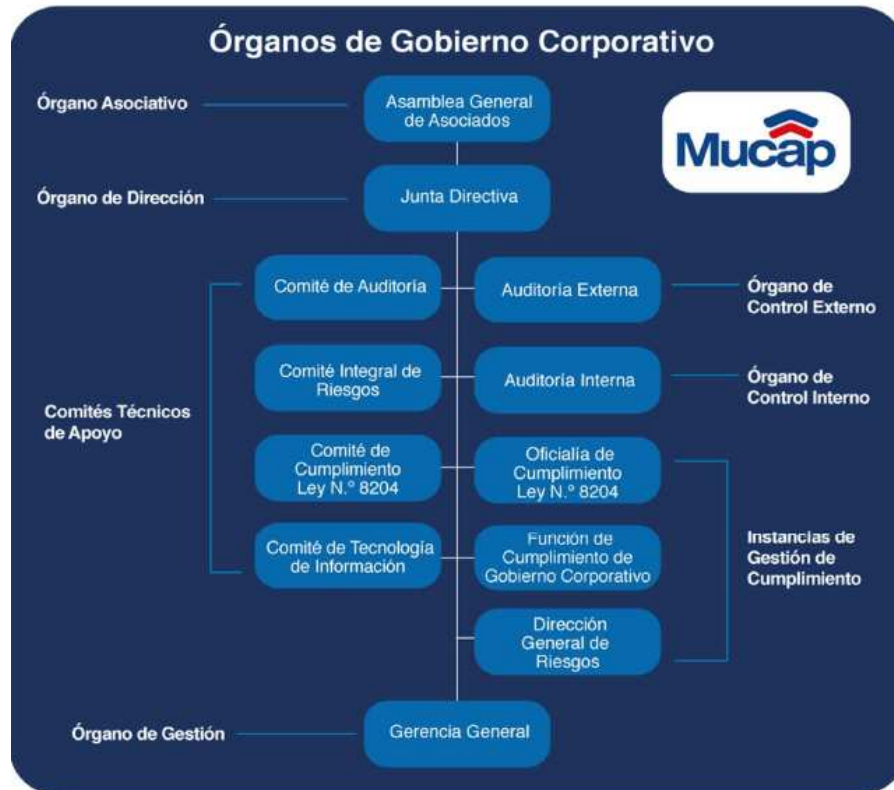 Órganos de Gobierno Corporativo
Órgano Asociativo
Asamblea General
de Asociados
Mucap
Órgano de Dirección
Junta Directiva
Comité de Auditoría
Auditoría Externa
Órgano de
Control Externo
Comité Integral de
Riesgos
Auditoría Interna
Órgano de
Control Interno
Comités Técnicos
de Apoyo
Comité de
Cumplimiento
Ley N.º 8204
Oficialía de
Cumplimiento
Ley N.º 8204
Comité de Tecnología
de Información
Función de
Cumplimiento de
Gobierno Corporativo
Instancias de
Gestión de
Cumplimiento
Dirección
General de
Riesgos
Órgano de Gestión
Gerencia General